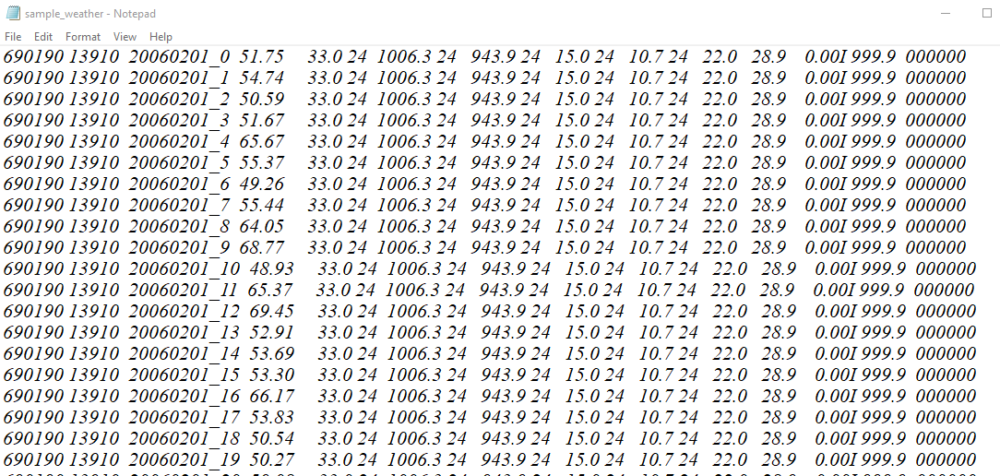 sample_weather - Notepad
File Edit Format View Help
690190 13910 20060201_0 51.75 33.0 24 1006.3 24 943.9 24 15.0 24 10.7 24 22.0 28.9 0.00I 999.9 000000
690190 13910 20060201_1 54.74 33.0 24 1006.3 24 943.9 24 15.0 24 10.7 24 22.0 28.9 0.00I 999.9 000000
690190 13910 20060201_2 50.59 33.0 24 1006.3 24 943.9 24 15.0 24 10.7 24 22.0 28.9 0.00I 999.9 000000
690190 13910 20060201_3 51.67 33.0 24 1006.3 24 943.9 24 15.0 24 10.7 24 22.0 28.9 0.00I 999.9 000000
690190 13910 20060201_4 65.67 33.0 24 1006.3 24 943.9 24 15.0 24 10.7 24 22.0 28.9 0.00I 999.9 000000
690190 13910 20060201_5 55.37 33.0 24 1006.3 24 943.9 24 15.0 24 10.7 24 22.0 28.9 0.00I 999.9 000000
690190 13910 20060201_6 49.26 33.0 24 1006.3 24 943.9 24 15.0 24 10.7 24 22.0 28.9 0.00I 999.9 000000
690190 13910 20060201_7 55.44 33.0 24 1006.3 24 943.9 24 15.0 24 10.7 24 22.0 28.9 0.00I 999.9 000000
690190 13910 20060201_8 64.05 33.0 24 1006.3 24 943.9 24 15.0 24 10.7 24 22.0 28.9 0.00I 999.9 000000
690190 13910 20060201_9 68.77 33.0 24 1006.3 24 943.9 24 15.0 24 10.7 24 22.0 28.9 0.00I 999.9 000000
690190 13910 20060201_10 48.93 33.0 24 1006.3 24 943.9 24 15.0 24 10.7 24 22.0 28.9 0.00I 999.9 000000
690190 13910 20060201_11 65.37 33.0 24 1006.3 24 943.9 24 15.0 24 10.7 24 22.0 28.9 0.00I 999.9 000000
690190 13910 20060201_12 69.45 33.0 24 1006.3 24 943.9 24 15.0 24 10.7 24 22.0 28.9 0.00I 999.9 000000
690190 13910 20060201_13 52.91 33.0 24 1006.3 24 943.9 24 15.0 24 10.7 24 22.0 28.9 0.00I 999.9 000000
690190 13910 20060201_14 53.69 33.0 24 1006.3 24 943.9 24 15.0 24 10.7 24 22.0 28.9 0.00I 999.9 000000
690190 13910 20060201_15 53.30 33.0 24 1006.3 24 943.9 24 15.0 24 10.7 24 22.0 28.9 0.00I 999.9 000000
690190 13910 20060201_16 66.17 33.0 24 1006.3 24 943.9 24 15.0 24 10.7 24 22.0 28.9 0.00I 999.9 000000
690190 13910 20060201_17 53.83 33.0 24 1006.3 24 943.9 24 15.0 24 10.7 24 22.0 28.9 0.00I 999.9 000000
690190 13910 20060201_18 50.54 33.0 24 1006.3 24 943.9 24 15.0 24 10.7 24 22.0 28.9 0.00I 999.9 000000
690190 13910 20060201_19 50.27 33.0 24 1006.3 24 943.9 24 15.0 24 10.7 24 22.0 28.9 0.00I 999.9 000000